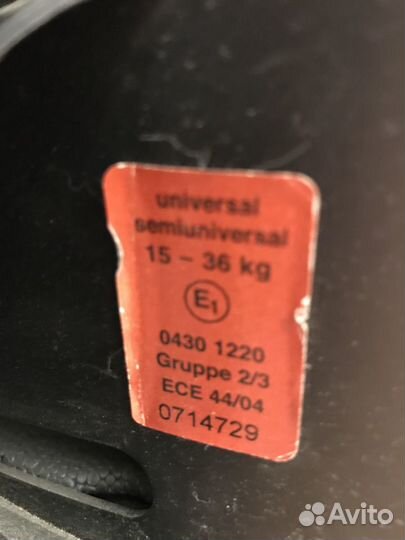 universal
semiuniversal
15 - 36 kg
E1
0430 1220
Gruppe 2/3
ECE 44/04
0714729
Avito